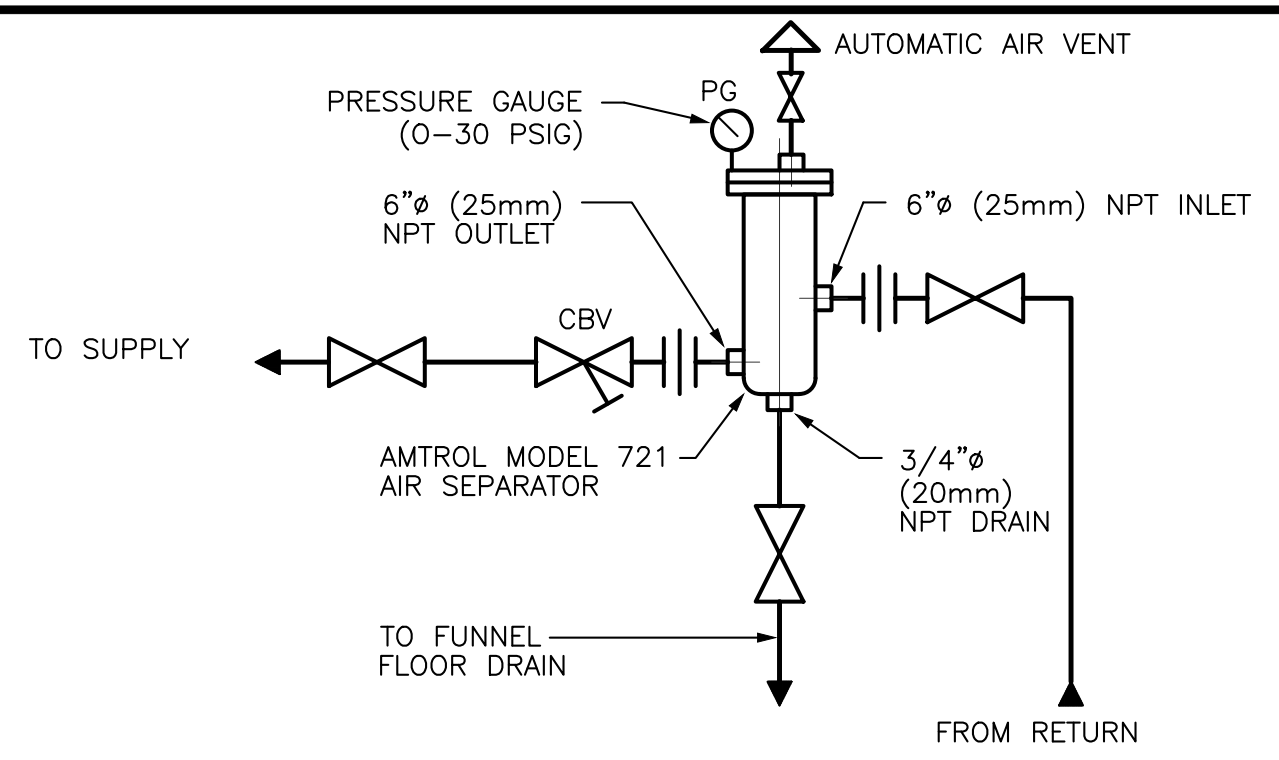 AUTOMATIC AIR VENT
PG
PRESSURE GAUGE
(0-30 PSIG)
6"ø (25mm)
NPT OUTLET
6"ø (25mm) NPT INLET
CBV
TO SUPPLY
AMTROL MODEL 721
AIR SEPARATOR
3/4"ø
(20mm)
NPT DRAIN
TO FUNNEL
FLOOR DRAIN
FROM RETURN